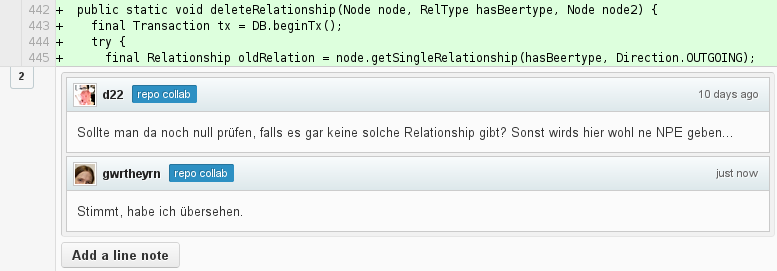 442 + public static void deleteRelationship(Node node, RelType hasBeertype, Node node2) {
443 + final Transaction tx = DB.beginTx();
444 + try {
445 + final Relationship oldRelation = node.getSingleRelationship(hasBeertype, Direction.OUTGOING);
2
d22 repo collab 10 days ago
Sollte man da noch null prüfen, falls es gar keine solche Relationship gibt? Sonst wirds hier wohl ne NPE geben...
gwrtheyrn repo collab just now
Stimmt, habe ich übersehen.
Add a line note